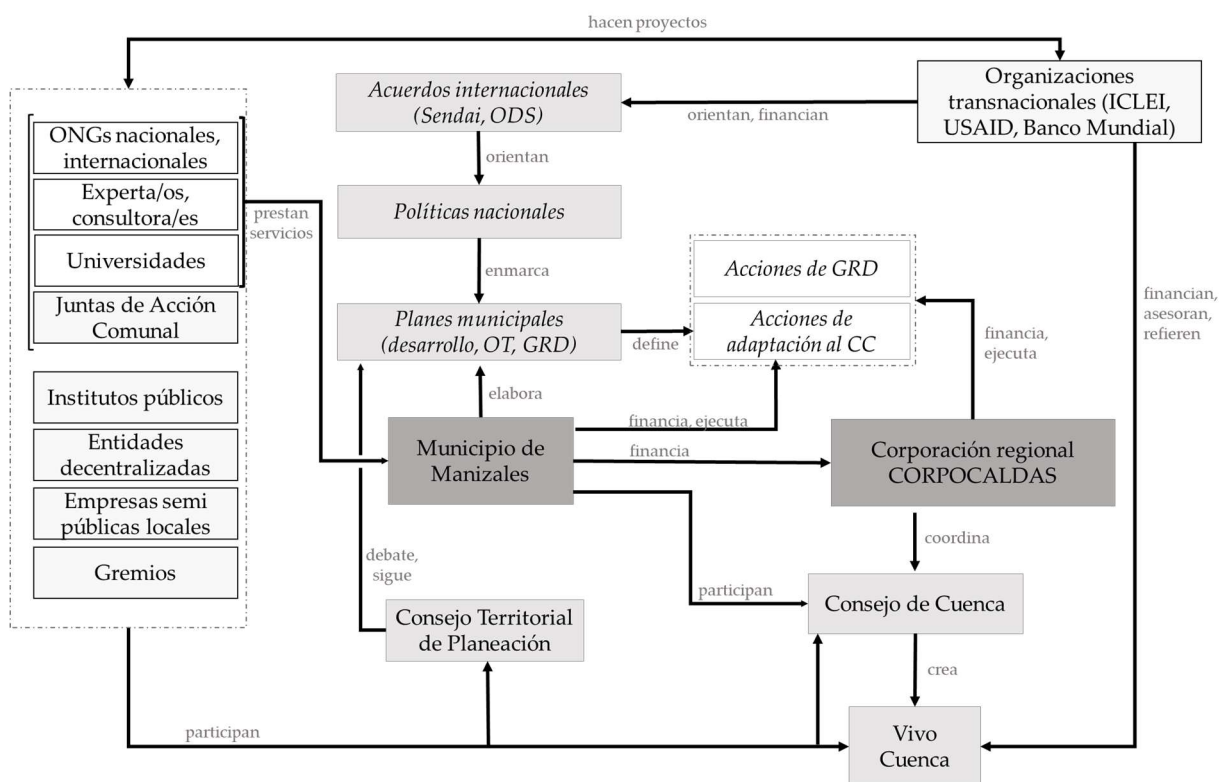 hacen proyectos
Organizaciones
transnacionales (ICLEI,
USAID, Banco Mundial)
Acuerdos internacionales
(Sendai, ODS)
orientan, financian
ONGs nacionales,
internacionales
Experta/os,
consultora/es
Universidades
Juntas de Acción
Comunal
prestan
servicios
orientan
Políticas nacionales
enmarca
Planes municipales
(desarrollo, OT, GRD)
define
Acciones de GRD
Acciones de
adaptación al CC
financia,
ejecuta
financian,
asesoran,
refieren
Institutos públicos
Entidades
decentralizadas
Empresas semi
públicas locales
Gremios
elabora
Municipio de
Manizales
financia, ejecuta
financia
Corporación regional
CORPOCALDAS
debate,
sigue
coordina
participan
Consejo Territorial
de Planeación
Consejo de Cuenca
crea
participan
Vivo
Cuenca